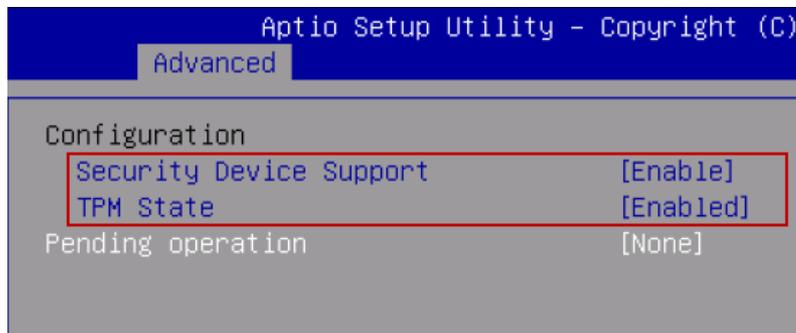 Aptio Setup Utility – Copyright (C)
Advanced
Configuration
Security Device Support [Enable]
TPM State [Enabled]
Pending operation [None]